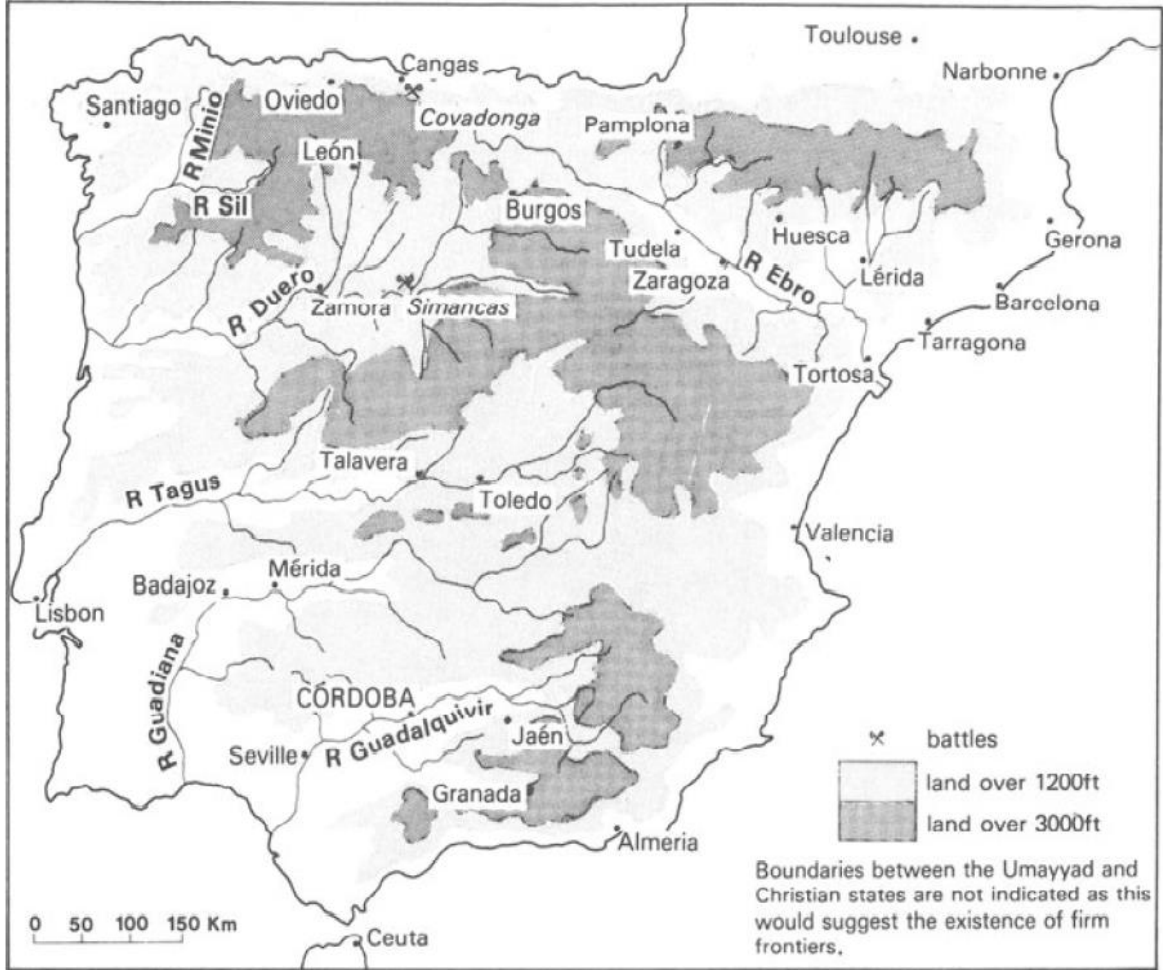 Toulouse
Narbonne
Cangas
Santiago
R Minio
Oviedo
Covadonga
Pamplona
León
R Sil
Burgos
Huesca
Gerona
Tudela
Zaragoza
R Ebro
Lérida
R Duero
Zamora
Simancas
Barcelona
Tarragona
Tortosa
Talavera
R Tagus
Toledo
Valencia
Badajoz
Mérida
Lisbon
R Guadiana
CÓRDOBA
R Guadalquivir
Seville
Jaén
Granada
Almeria
Ceuta
battles
land over 1200ft
land over 3000ft
Boundaries between the Umayyad and
Christian states are not indicated as this
would suggest the existence of firm
frontiers.
0 50 100 150 Km